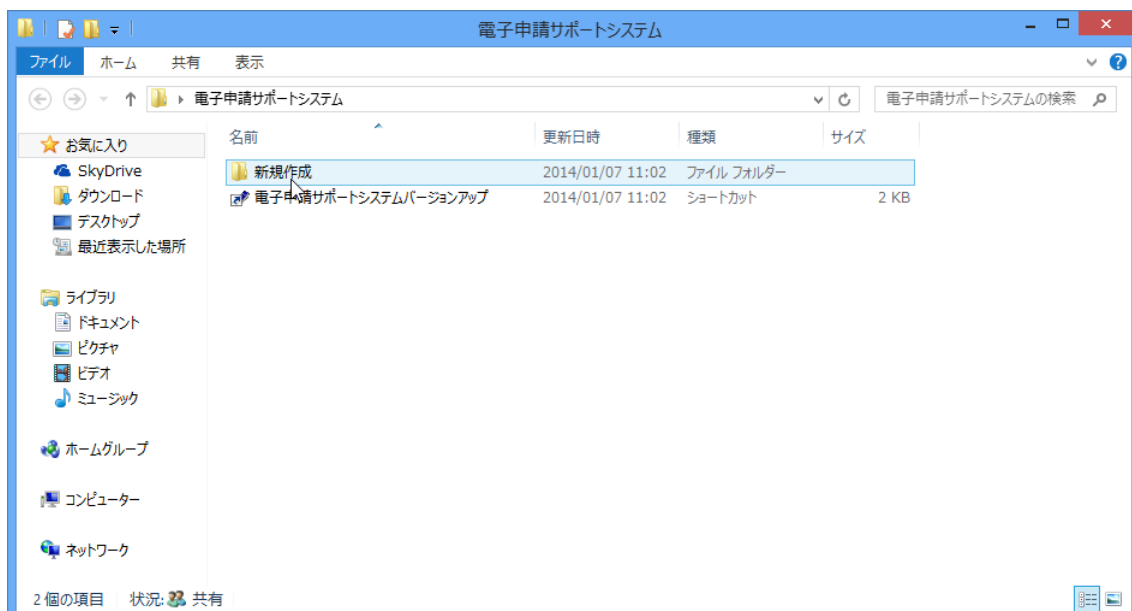 電子申請サポートシステム
ファイル ホーム 共有 表示
電子申請サポートシステム 電子申請サポートシステムの検索
お気に入り
SkyDrive
ダウンロード
デスクトップ
最近表示した場所
ライブラリ
ドキュメント
ピクチャ
ビデオ
ミュージック
ホームグループ
コンピューター
ネットワーク
名前 更新日時 種類 サイズ
新規作成 2014/01/07 11:02 ファイル フォルダー
電子申請サポートシステムバージョンアップ 2014/01/07 11:02 ショートカット 2 KB
2 個の項目 状況: 共有